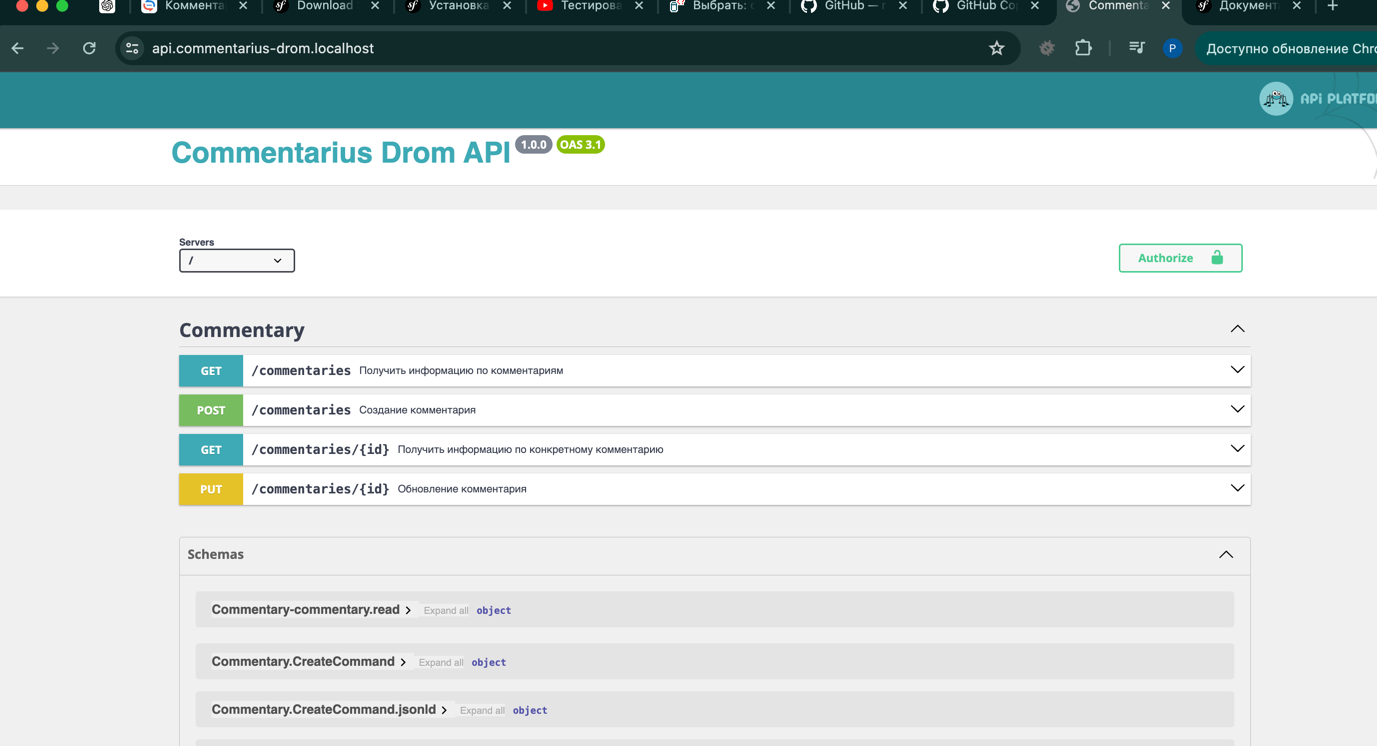 Коммента
Download
Установка
Тестирова
Выбрать: с
GitHub — r
GitHub Co
Commenta
Документ
api.commentarius-drom.localhost
P
Доступно обновление Chro
API PLATFO
Commentarius Drom API 1.0.0 OAS 3.1
Servers
/
Authorize
Commentary
GET /commentaries Получить информацию по комментариям
POST /commentaries Создание комментария
GET /commentaries/{id} Получить информацию по конкретному комментарию
PUT /commentaries/{id} Обновление комментария
Schemas
Commentary-commentary.read Expand all object
Commentary.CreateCommand Expand all object
Commentary.CreateCommand.jsonld Expand all object